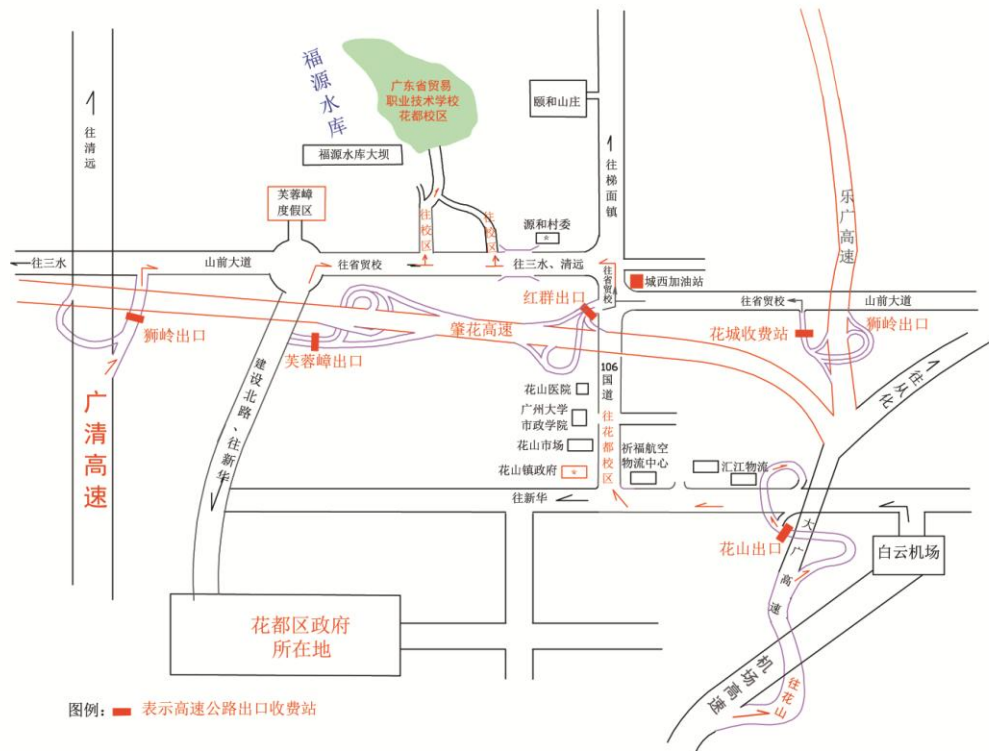 福源水库
广东省贸易
职业技术学校
花都校区
颐和山庄
往清远
福源水库大坝
往梯面镇
乐广高速
芙蓉嶂
度假区
往校区
往校区
源和村委
往三水
山前大道
往省贸校
往三水、清远
往省贸校
城西加油站
红群出口
往省贸校
山前大道
狮岭出口
肇花高速
花城收费站
狮岭出口
芙蓉嶂出口
106
国道
往从化
广清高速
建设北路、往新华
花山医院
广州大学
市政学院
往花都校区
花山市场
祈福航空
物流中心
汇江物流
花山镇政府
往新华
花山出口
大广高速
白云机场
花都区政府
所在地
机场高速
往花山
图例：
表示高速公路出口收费站